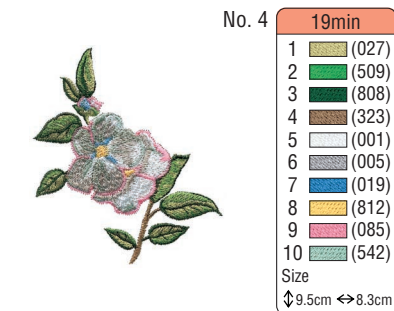 No. 4
19min
1 (027)
2 (509)
3 (808)
4 (323)
5 (001)
6 (005)
7 (019)
8 (812)
9 (085)
10 (542)
Size
↕9.5cm ↔8.3cm